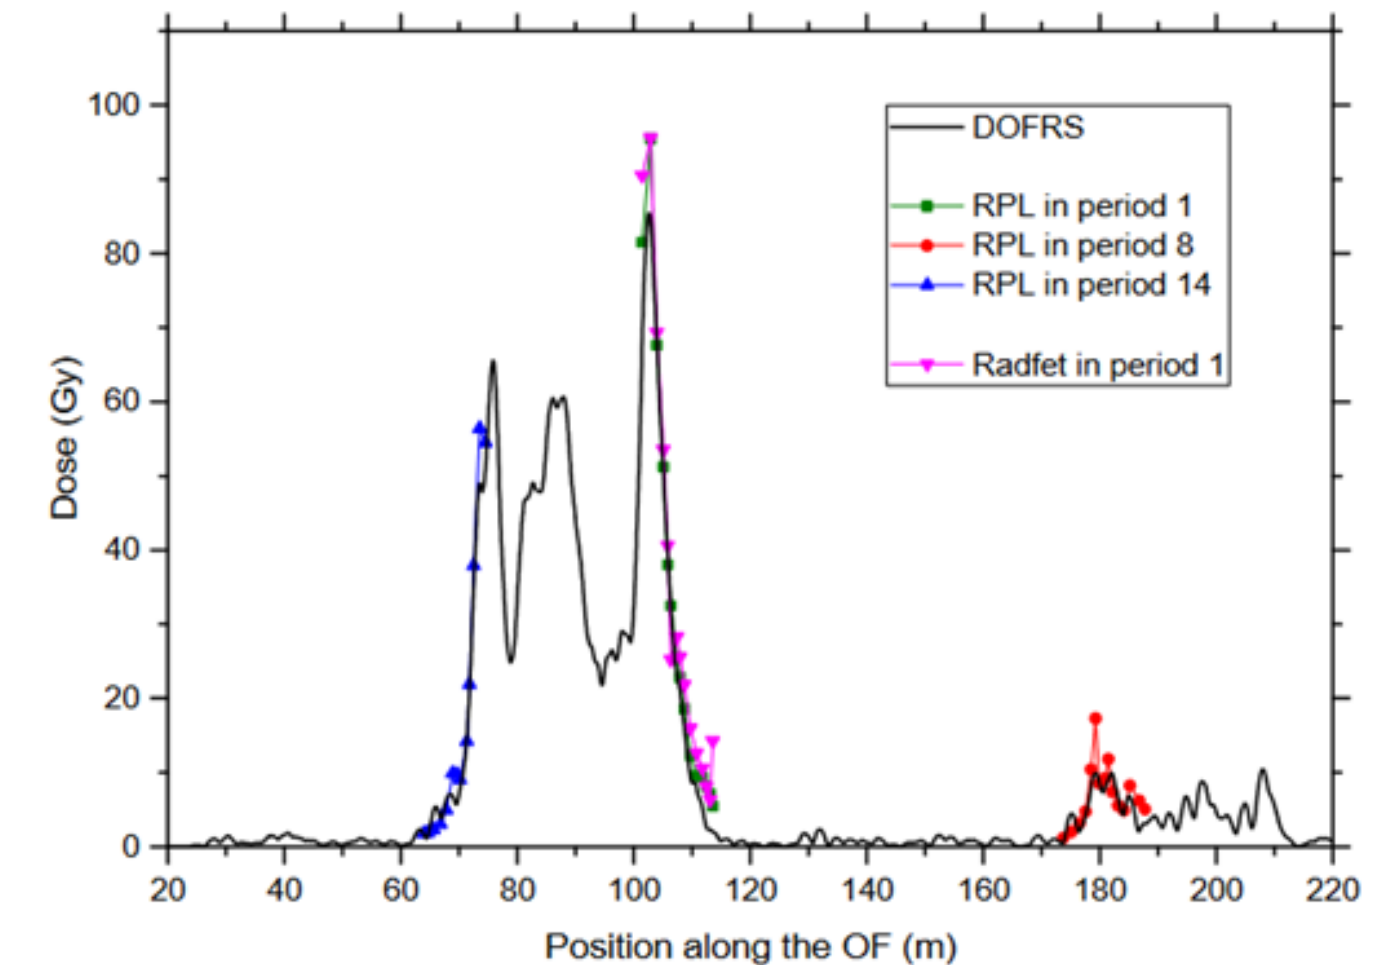 100
80
60
40
20
0
Dose (Gy)
DOFRS
RPL in period 1
RPL in period 8
RPL in period 14
Radfet in period 1
20 40 60 80 100 120 140 160 180 200 220
Position along the OF (m)